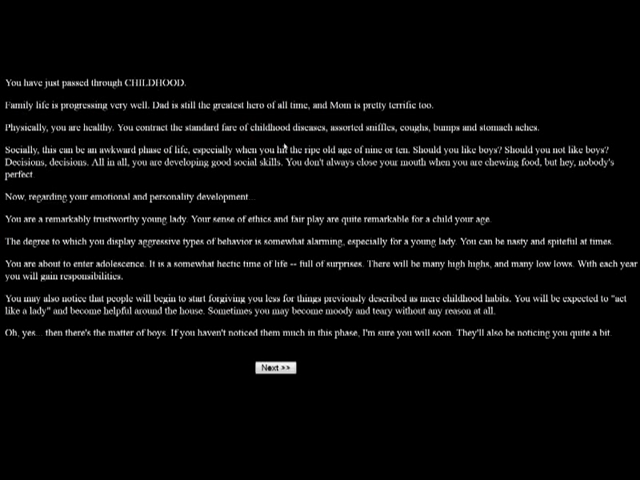 You have just passed through CHILDHOOD.
Family life is progressing very well. Dad is still the greatest hero of all time, and Mom is pretty terrific too.
Physically, you are healthy. You contract the standard fare of childhood diseases, assorted sniffles, coughs, bumps and stomach aches.
Socially, this can be an awkward phase of life, especially when you hit the ripe old age of nine or ten. Should you like boys? Should you not like boys?
Decisions, decisions. All in all, you are developing good social skills. You don't always close your mouth when you are chewing food, but hey, nobody's
perfect.
Now, regarding your emotional and personality development...
You are a remarkably trustworthy young lady. Your sense of ethics and fair play are quite remarkable for a child your age.
The degree to which you display aggressive types of behavior is somewhat alarming, especially for a young lady. You can be nasty and spiteful at times.
You are about to enter adolescence. It is a somewhat hectic time of life -- full of surprises. There will be many high highs, and many low lows. With each year
you will gain responsibilities.
You may also notice that people will begin to start forgiving you less for things previously described as mere childhood habits. You will be expected to "act
like a lady" and become helpful around the house. Sometimes you may become moody and teary without any reason at all.
Oh, yes... then there's the matter of boys. If you haven't noticed them much in this phase, I'm sure you will soon. They'll also be noticing you quite a bit.
Next >>